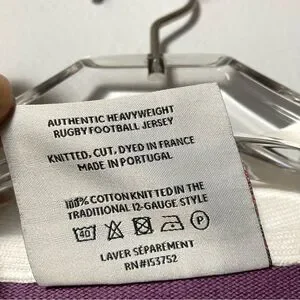 AUTHENTIC HEAVYWEIGHT
RUGBY FOOTBALL JERSEY
KNITTED, CUT, DYED IN FRANCE
MADE IN PORTUGAL
100% COTTON KNITTED IN THE
TRADITIONAL 12-GAUGE STYLE
40 P
LAVER SÉPARÉMENT
RN#153752